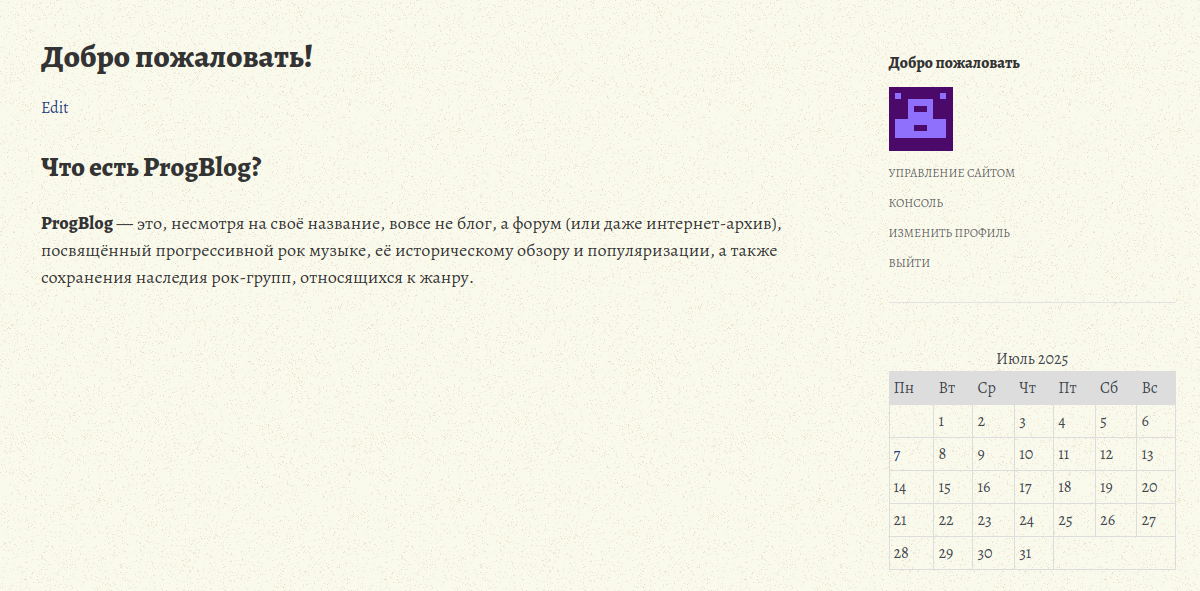 Добро пожаловать!
Edit
Что есть ProgBlog?
ProgBlog — это, несмотря на своё название, вовсе не блог, а форум (или даже интернет-архив),
посвящённый прогрессивной рок музыке, её историческому обзору и популяризации, а также
сохранения наследия рок-групп, относящихся к жанру.
Добро пожаловать
УПРАВЛЕНИЕ САЙТОМ
КОНСОЛЬ
ИЗМЕНИТЬ ПРОФИЛЬ
ВЫЙТИ
Июль 2025
Пн Вт Ср Чт Пт Сб Вс
1 2 3 4 5 6
7 8 9 10 11 12 13
14 15 16 17 18 19 20
21 22 23 24 25 26 27
28 29 30 31